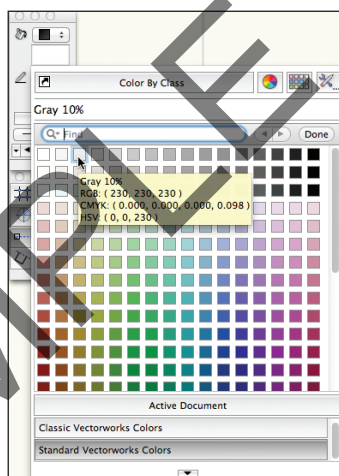 Color By Class
Gray 10%
Find
Done
Gray 10%
RGB: ( 230, 230, 230 )
CMYK: ( 0.000, 0.000, 0.000, 0.098 )
HSV: ( 0, 0, 230 )
Active Document
Classic Vectorworks Colors
Standard Vectorworks Colors